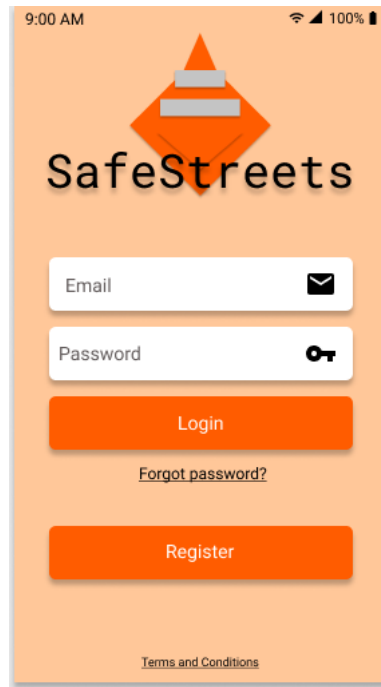 9:00 AM 100%
SafeStreets
Email
Password
Login
Forgot password?
Register
Terms and Conditions